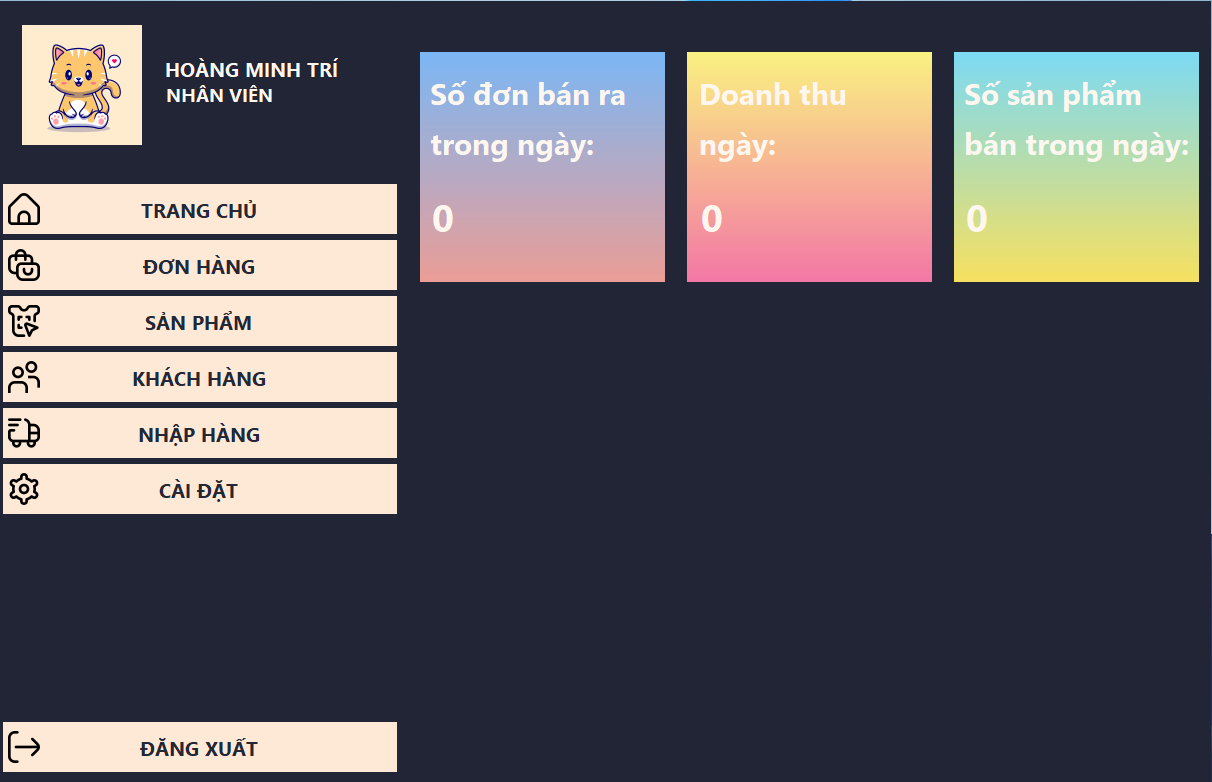 HOÀNG MINH TRÍ
NHÂN VIÊN
TRANG CHỦ
ĐƠN HÀNG
SẢN PHẨM
KHÁCH HÀNG
NHẬP HÀNG
CÀI ĐẶT
ĐĂNG XUẤT
Số đơn bán ra
trong ngày:
0
Doanh thu
ngày:
0
Số sản phẩm
bán trong ngày:
0